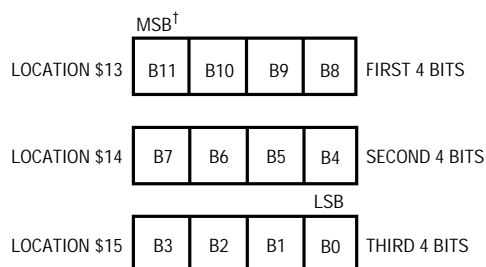 MSB†
LOCATION $13 B11 B10 B9 B8 FIRST 4 BITS
LOCATION $14 B7 B6 B5 B4 SECOND 4 BITS
LSB
LOCATION $15 B3 B2 B1 B0 THIRD 4 BITS